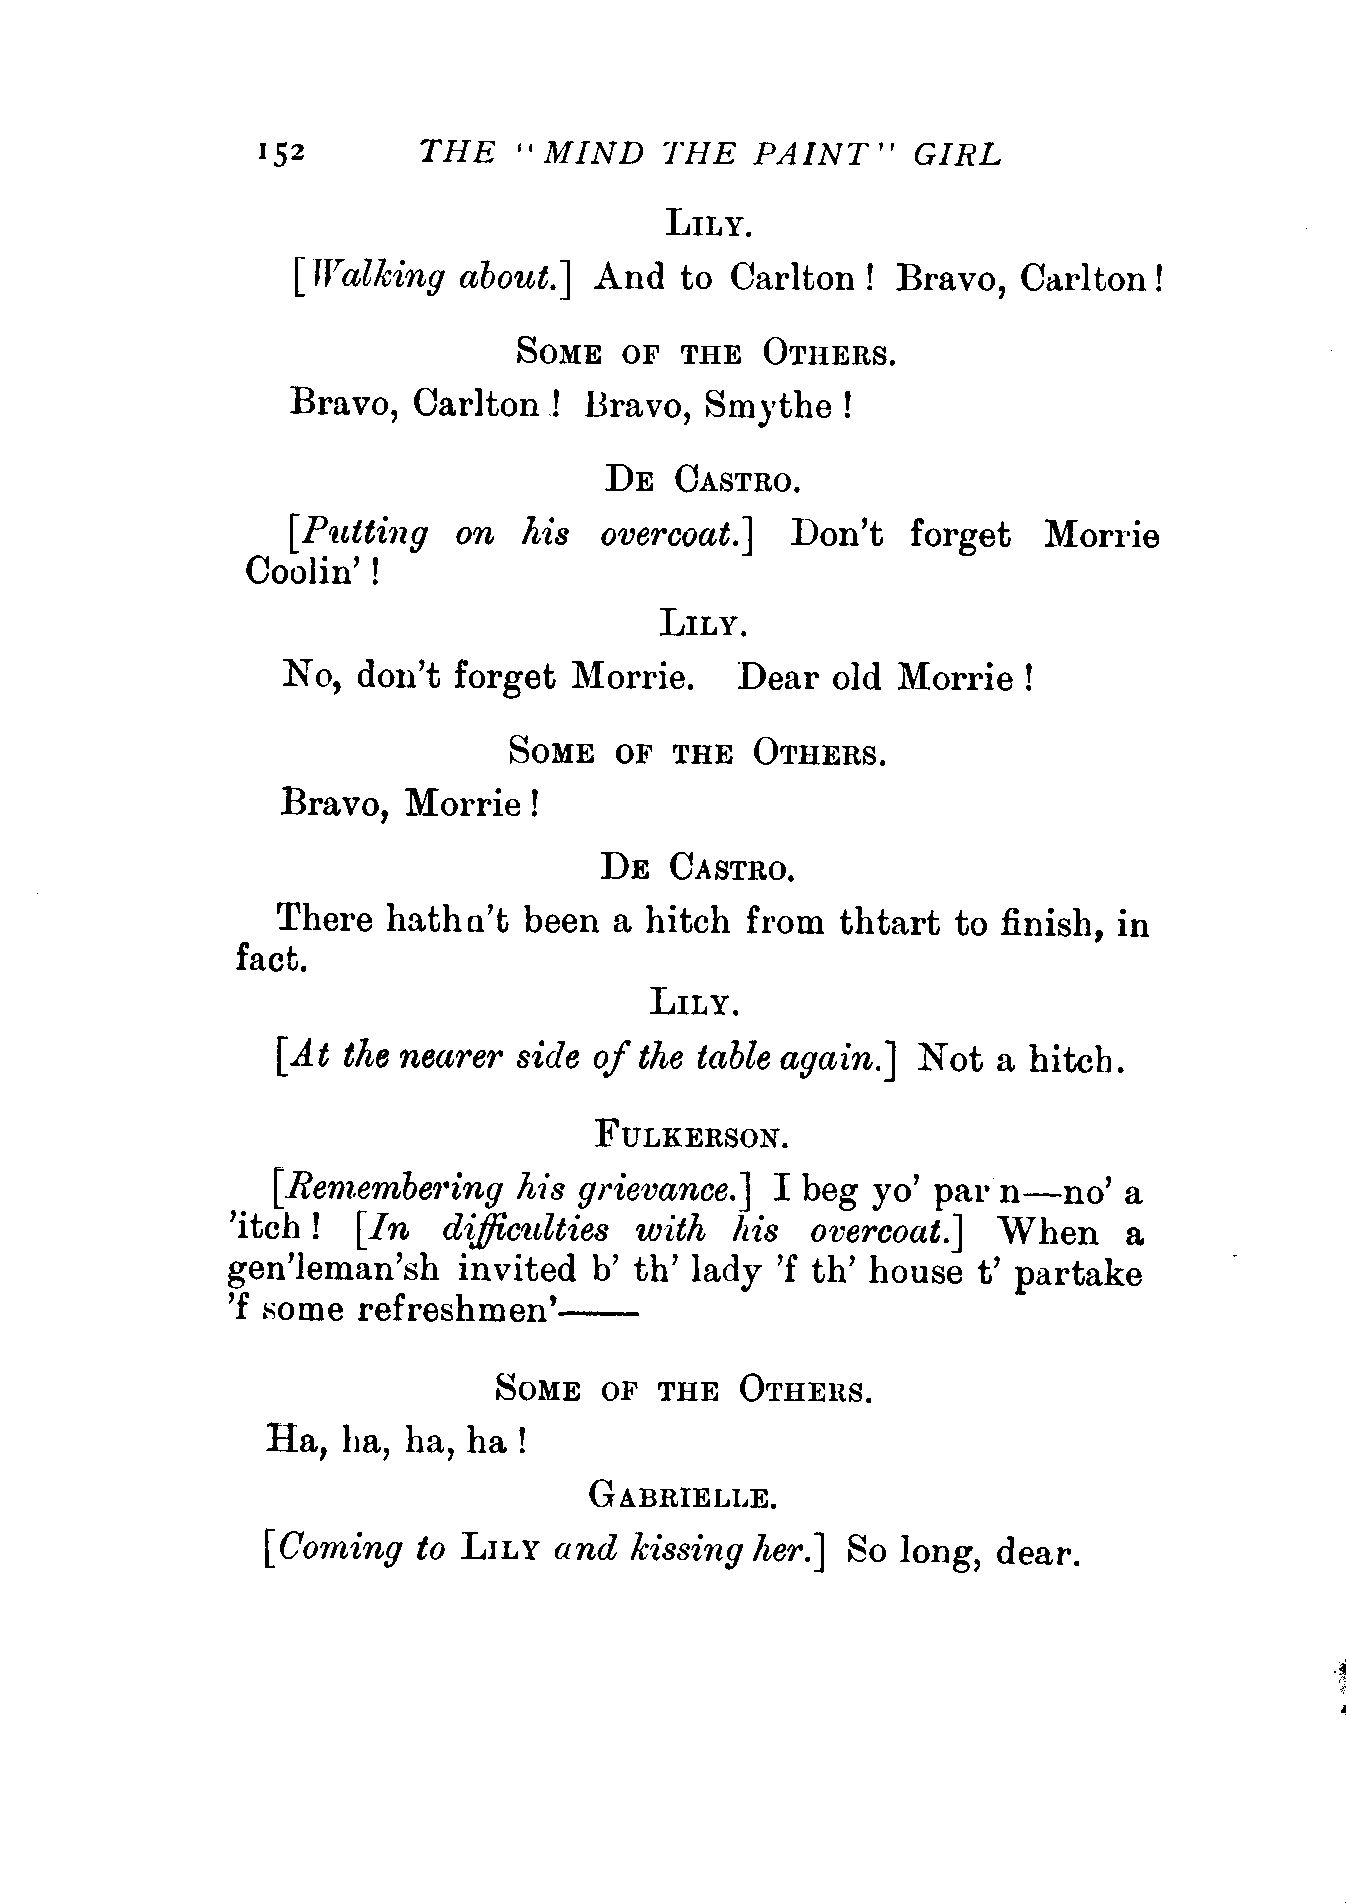 152 THE "MIND THE PAINT" GIRL
LILY.
[Walking about.] And to Carlton! Bravo, Carlton!
SOME OF THE OTHERS.
Bravo, Carlton! Bravo, Smythe!
DE CASTRO.
[Putting on his overcoat.] Don't forget Morrie
Coolin'!
LILY.
No, don't forget Morrie. Dear old Morrie!
SOME OF THE OTHERS.
Bravo, Morrie!
DE CASTRO.
There hathn't been a hitch from thtart to finish, in
fact.
LILY.
[At the nearer side of the table again.] Not a hitch.
FULKERSON.
[Remembering his grievance.] I beg yo' par n—no' a
'itch! [In difficulties with his overcoat.] When a
gen'leman'sh invited b' th' lady 'f th' house t' partake
'f some refreshmen'——
SOME OF THE OTHERS.
Ha, ha, ha, ha!
GABRIELLE.
[Coming to LILY and kissing her.] So long, dear.